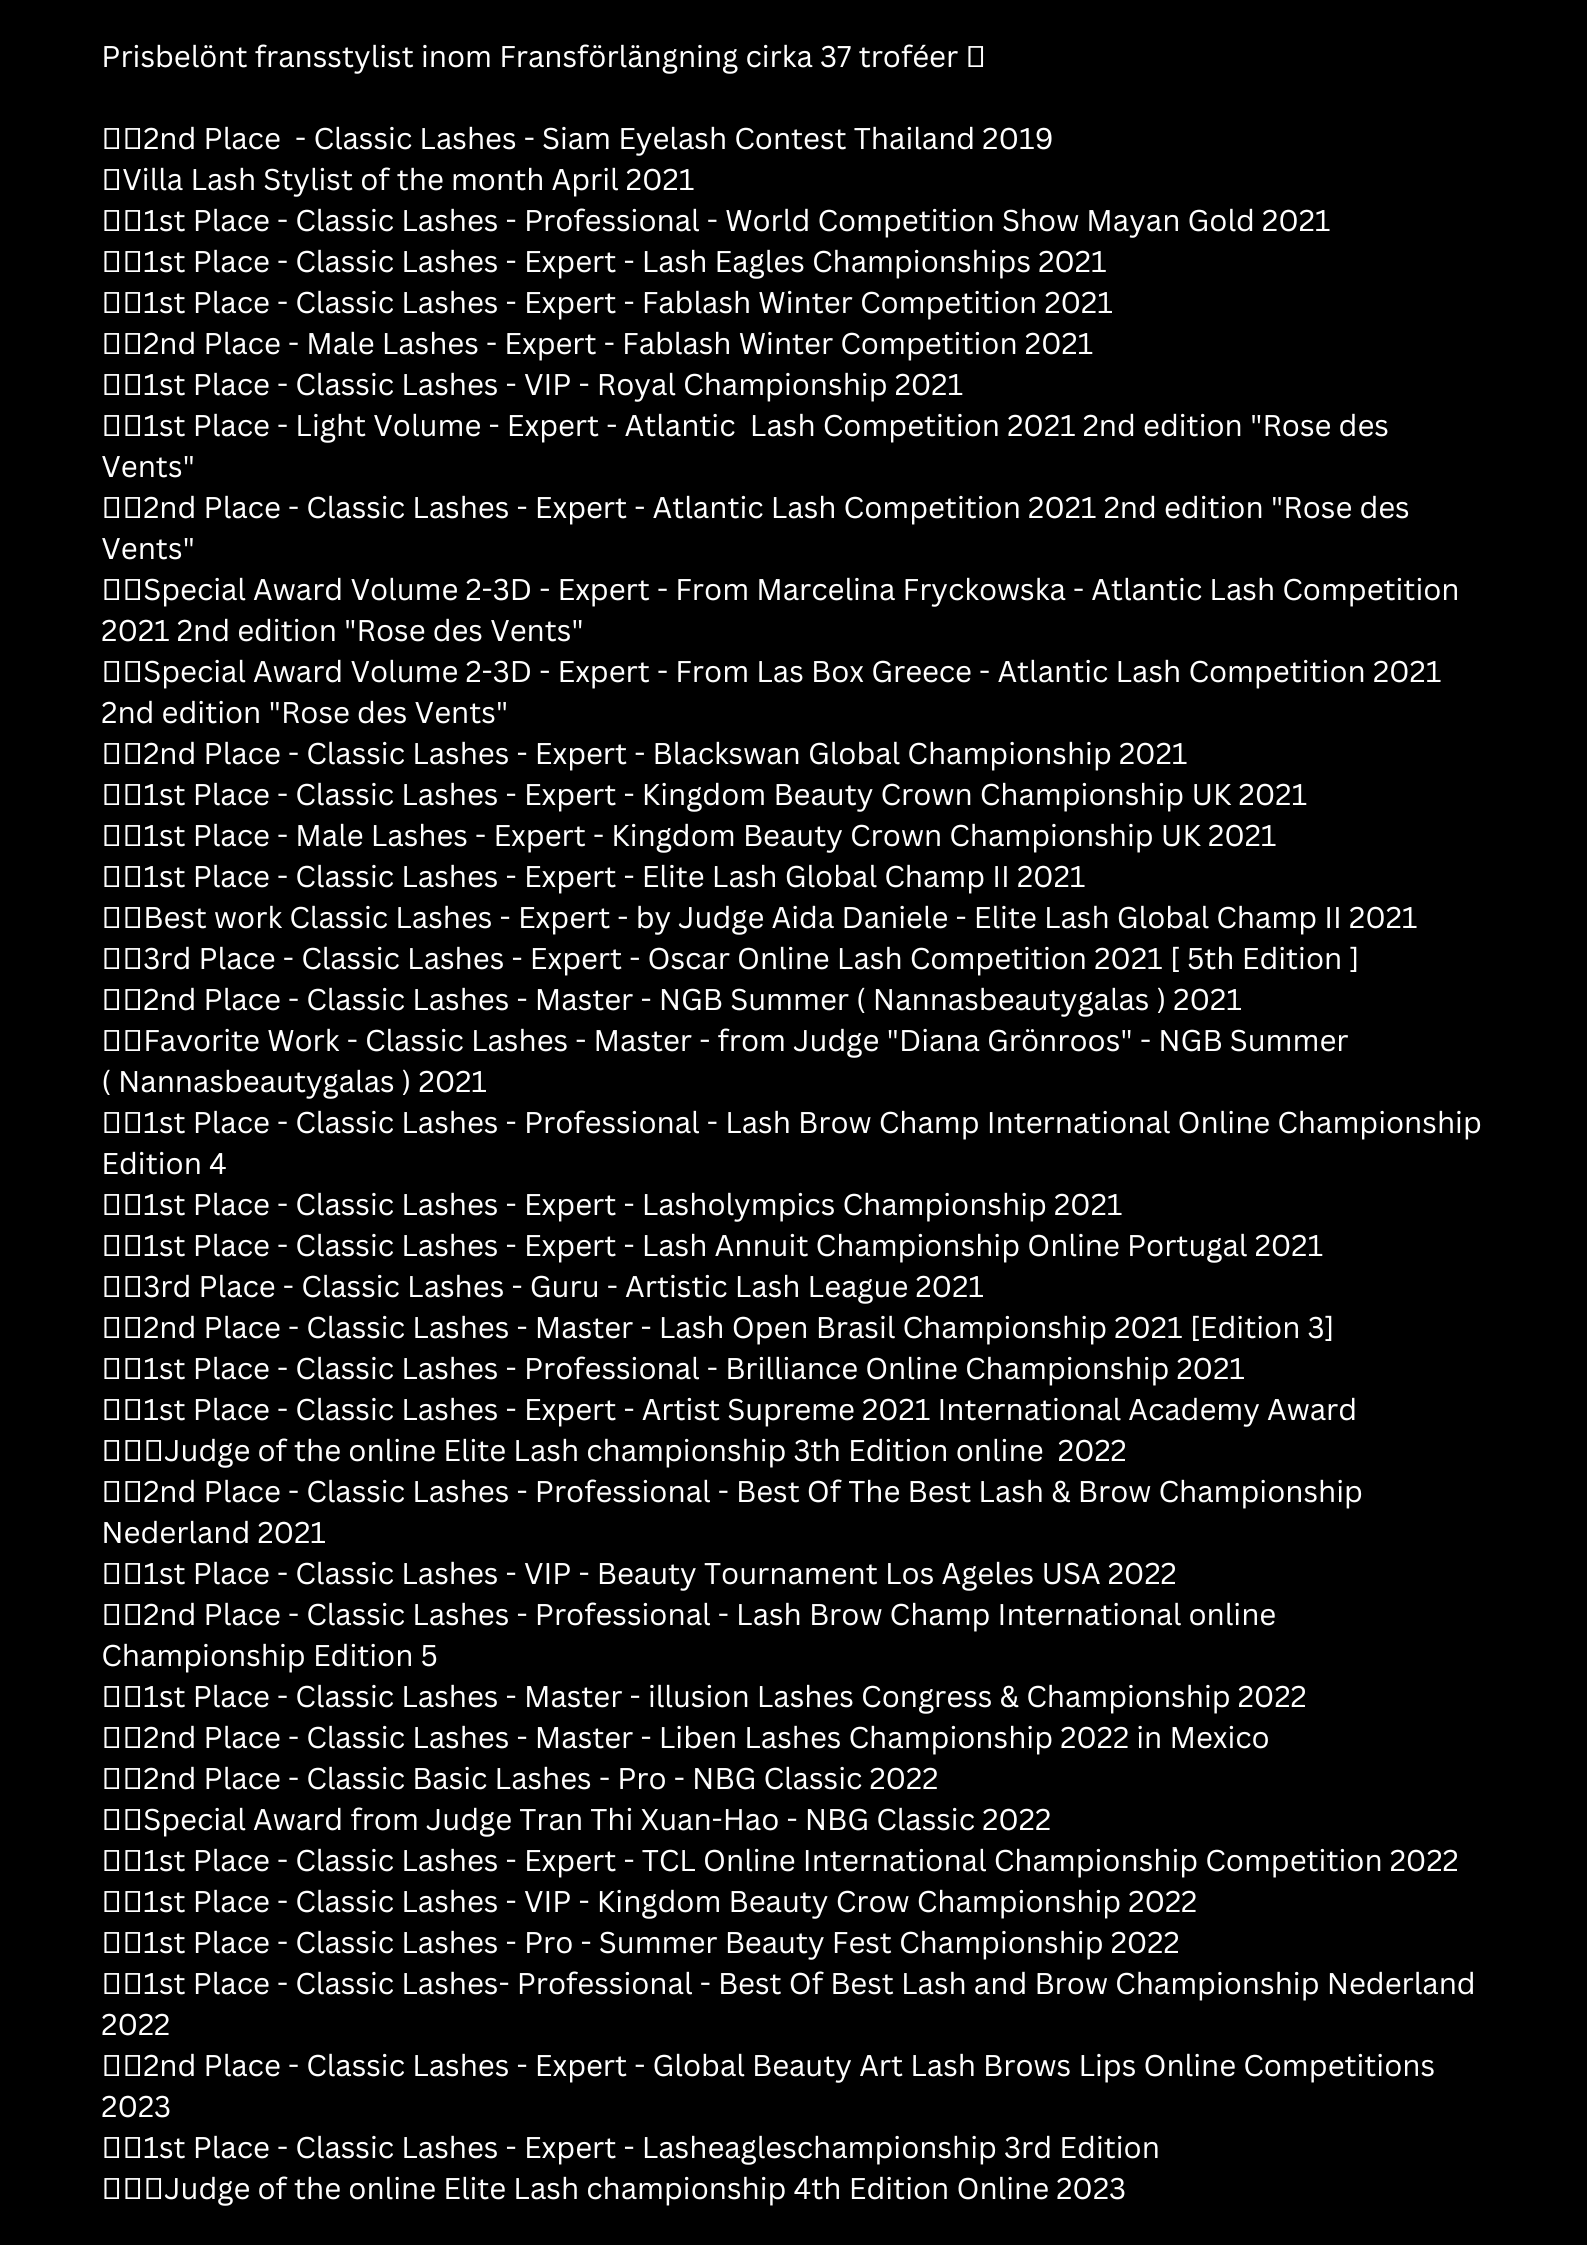 Prisbelönt fransstylist inom Fransförlängning cirka 37 troféer
2nd Place - Classic Lashes - Siam Eyelash Contest Thailand 2019
Villa Lash Stylist of the month April 2021
1st Place - Classic Lashes - Professional - World Competition Show Mayan Gold 2021
1st Place - Classic Lashes - Expert - Lash Eagles Championships 2021
1st Place - Classic Lashes - Expert - Fablash Winter Competition 2021
2nd Place - Male Lashes - Expert - Fablash Winter Competition 2021
1st Place - Classic Lashes - VIP - Royal Championship 2021
1st Place - Light Volume - Expert - Atlantic Lash Competition 2021 2nd edition "Rose des
Vents"
2nd Place - Classic Lashes - Expert - Atlantic Lash Competition 2021 2nd edition "Rose des
Vents"
Special Award Volume 2-3D - Expert - From Marcelina Fryckowska - Atlantic Lash Competition
2021 2nd edition "Rose des Vents"
Special Award Volume 2-3D - Expert - From Las Box Greece - Atlantic Lash Competition 2021
2nd edition "Rose des Vents"
2nd Place - Classic Lashes - Expert - Blackswan Global Championship 2021
1st Place - Classic Lashes - Expert - Kingdom Beauty Crown Championship UK 2021
1st Place - Male Lashes - Expert - Kingdom Beauty Crown Championship UK 2021
1st Place - Classic Lashes - Expert - Elite Lash Global Champ II 2021
Best work Classic Lashes - Expert - by Judge Aida Daniele - Elite Lash Global Champ II 2021
3rd Place - Classic Lashes - Expert - Oscar Online Lash Competition 2021 [ 5th Edition ]
2nd Place - Classic Lashes - Master - NGB Summer ( Nannasbeautygalas ) 2021
Favorite Work - Classic Lashes - Master - from Judge "Diana Grönroos" - NGB Summer
( Nannasbeautygalas ) 2021
1st Place - Classic Lashes - Professional - Lash Brow Champ International Online Championship
Edition 4
1st Place - Classic Lashes - Expert - Lasholympics Championship 2021
1st Place - Classic Lashes - Expert - Lash Annuit Championship Online Portugal 2021
3rd Place - Classic Lashes - Guru - Artistic Lash League 2021
2nd Place - Classic Lashes - Master - Lash Open Brasil Championship 2021 [Edition 3]
1st Place - Classic Lashes - Professional - Brilliance Online Championship 2021
1st Place - Classic Lashes - Expert - Artist Supreme 2021 International Academy Award
Judge of the online Elite Lash championship 3th Edition online 2022
2nd Place - Classic Lashes - Professional - Best Of The Best Lash & Brow Championship
Nederland 2021
1st Place - Classic Lashes - VIP - Beauty Tournament Los Ageles USA 2022
2nd Place - Classic Lashes - Professional - Lash Brow Champ International online
Championship Edition 5
1st Place - Classic Lashes - Master - illusion Lashes Congress & Championship 2022
2nd Place - Classic Lashes - Master - Liben Lashes Championship 2022 in Mexico
2nd Place - Classic Basic Lashes - Pro - NBG Classic 2022
Special Award from Judge Tran Thi Xuan-Hao - NBG Classic 2022
1st Place - Classic Lashes - Expert - TCL Online International Championship Competition 2022
1st Place - Classic Lashes - VIP - Kingdom Beauty Crow Championship 2022
1st Place - Classic Lashes - Pro - Summer Beauty Fest Championship 2022
1st Place - Classic Lashes- Professional - Best Of Best Lash and Brow Championship Nederland
2022
2nd Place - Classic Lashes - Expert - Global Beauty Art Lash Brows Lips Online Competitions
2023
1st Place - Classic Lashes - Expert - Lasheagleschampionship 3rd Edition
Judge of the online Elite Lash championship 4th Edition Online 2023